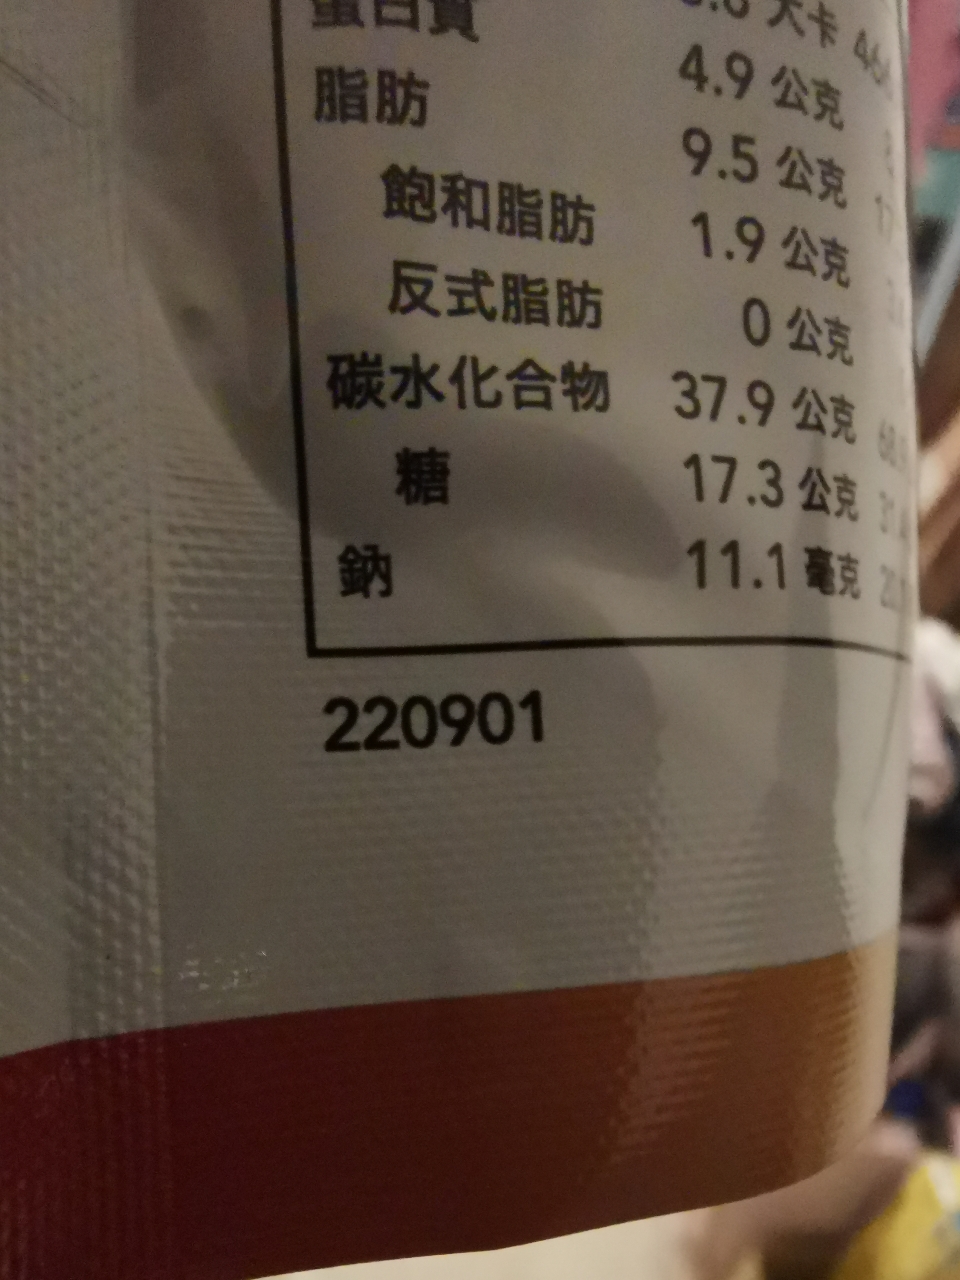 蛋白質 4.9 公克
脂肪 9.5 公克
飽和脂肪 1.9 公克
反式脂肪 0 公克
碳水化合物 37.9 公克
糖 17.3 公克
鈉 11.1 毫克
220901